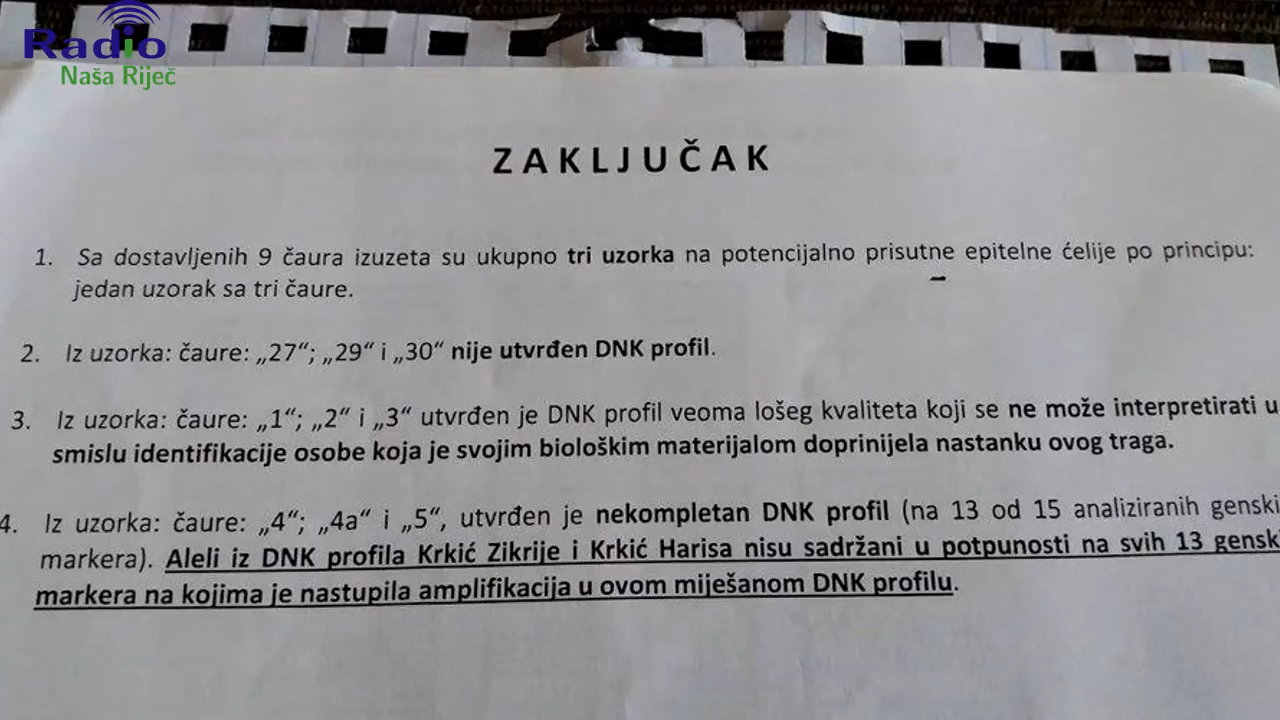 Radio
Naša Riječ
ZAKLJUČAK
1. Sa dostavljenih 9 čaura izuzeta su ukupno tri uzorka na potencijalno prisutne epitelne ćelije po principu:
jedan uzorak sa tri čaure.
2. Iz uzorka: čaure: „27“; „29“ i „30“ nije utvrđen DNK profil.
3. Iz uzorka: čaure: „1“; „2“ i „3“ utvrđen je DNK profil veoma lošeg kvaliteta koji se ne može interpretirati u
smislu identifikacije osobe koja je svojim biološkim materijalom doprinijela nastanku ovog traga.
4. Iz uzorka: čaure: „4“; „4a“ i „5“, utvrđen je nekompletan DNK profil (na 13 od 15 analiziranih genski
markera). Aleli iz DNK profila Krkić Zikrije i Krkić Harisa nisu sadržani u potpunosti na svih 13 gensk
markera na kojima je nastupila amplifikacija u ovom miješanom DNK profilu.